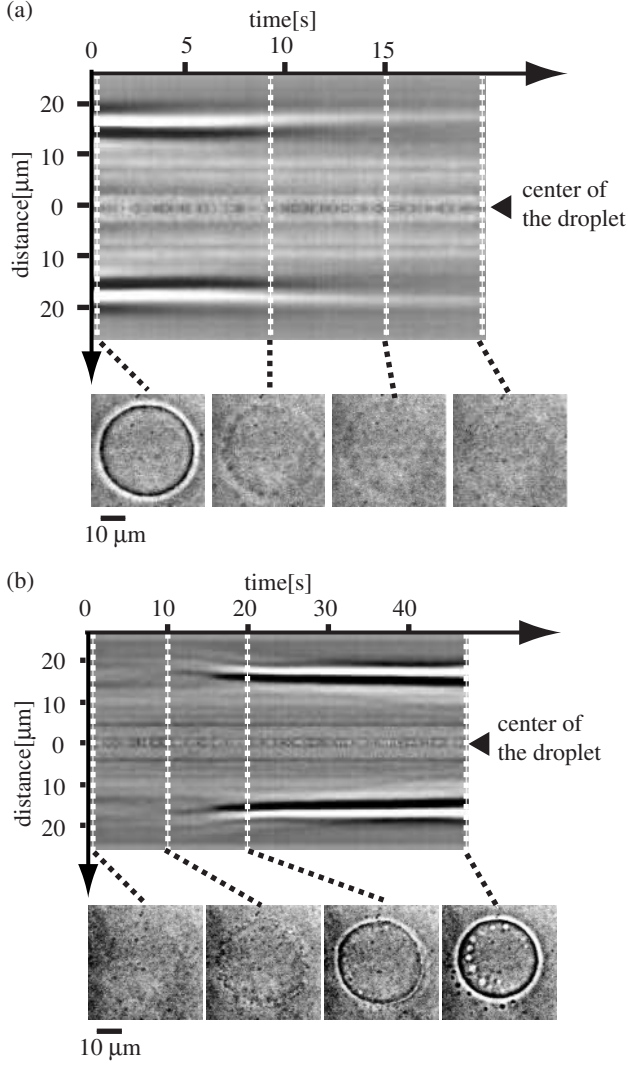 (a)
time[s]
0 5 10 15
20
10
0
10
20
distance[μm]
center of
the droplet
10 μm
(b)
time[s]
0 10 20 30 40
20
10
0
10
20
distance[μm]
center of
the droplet
10 μm